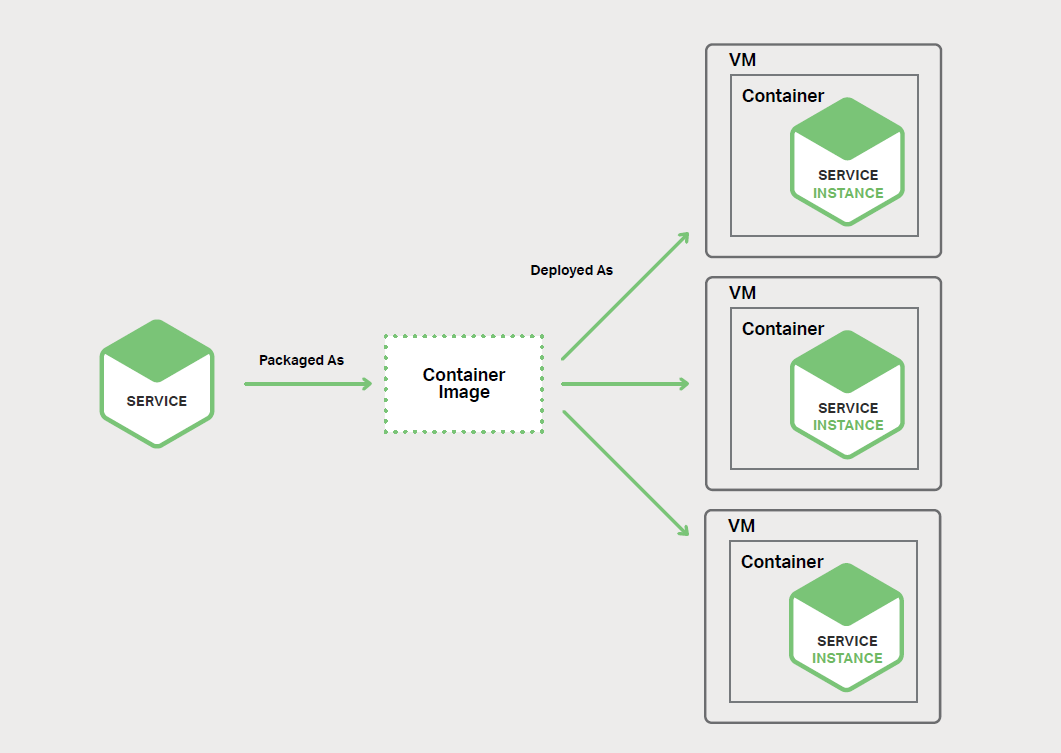 SERVICE
Packaged As
Container
Image
Deployed As
VM
Container
SERVICE
INSTANCE
VM
Container
SERVICE
INSTANCE
VM
Container
SERVICE
INSTANCE